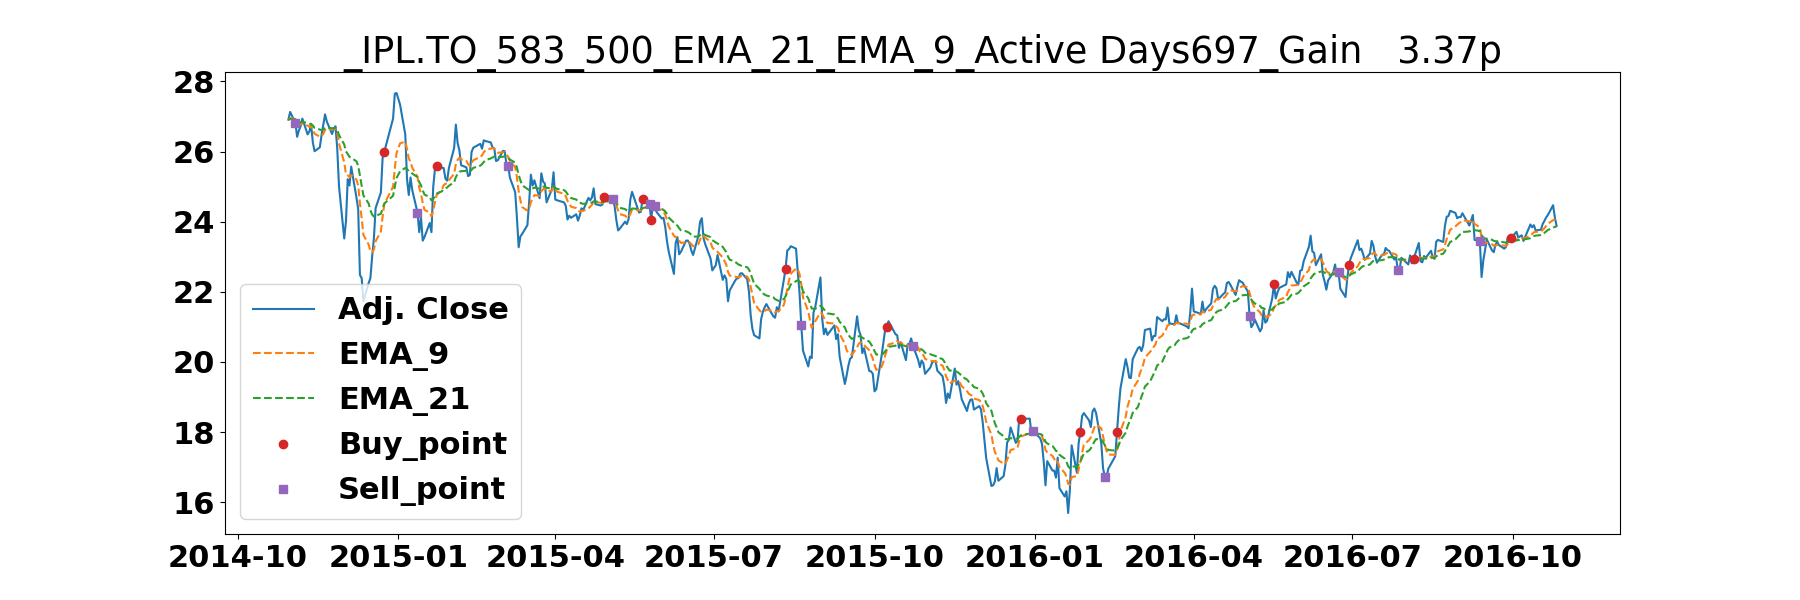 _IPL.TO_583_500_EMA_21_EMA_9_Active Days697_Gain   3.37p
28
26
24
22
20
18
16
Adj. Close
EMA_9
EMA_21
Buy_point
Sell_point
2014-10 2015-01 2015-04 2015-07 2015-10 2016-01 2016-04 2016-07 2016-10